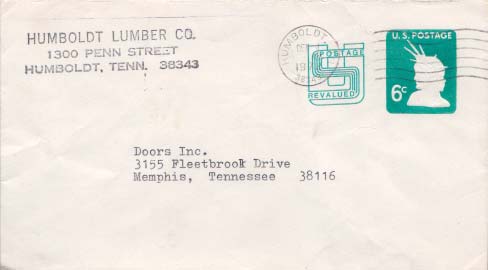 HUMBOLDT LUMBER CO.
1300 PENN STREET
HUMBOLDT, TENN. 38343
HUMBOLDT
U.S. POSTAGE
POSTAGE
REVALUED
6c
Doors Inc.
3155 Fleetbrook Drive
Memphis, Tennessee 38116